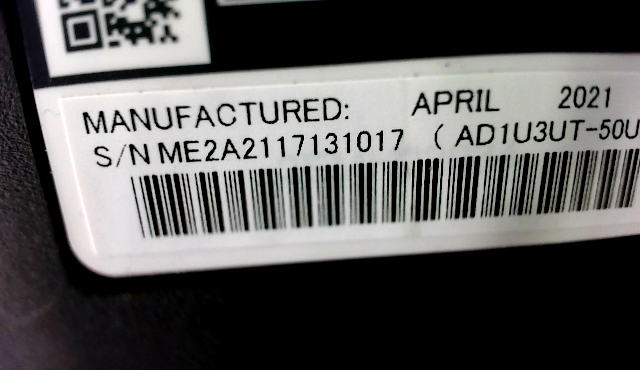 MANUFACTURED: APRIL 2021
S/N ME2A2117131017 ( AD1U3UT-50U